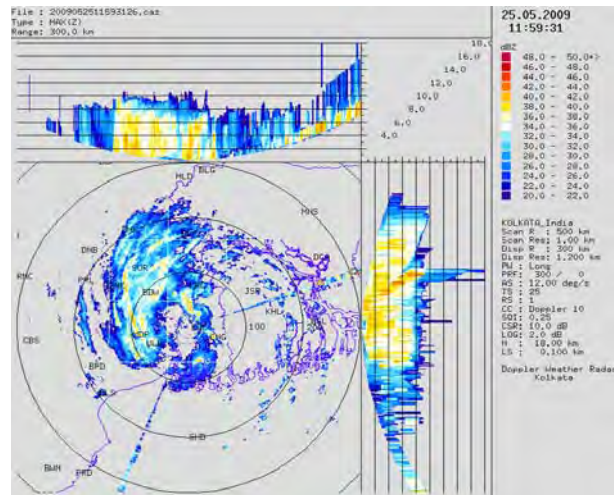 File : 2009052511593126.caz
Type : MAX(Z)
Range: 300.0 km
25.05.2009
11:59:31
18.0
16.0
14.0
12.0
10.0
8.0
6.0
4.0
dBZ
48.0 - 50.0+)
46.0 - 48.0
44.0 - 46.0
42.0 - 44.0
40.0 - 42.0
38.0 - 40.0
36.0 - 38.0
34.0 - 36.0
32.0 - 34.0
30.0 - 32.0
28.0 - 30.0
26.0 - 28.0
24.0 - 26.0
22.0 - 24.0
20.0 - 22.0
BLG
MLD
MHS
DNB
JSR
KHL
100
BDW
CBS
BPD
BWN
PRD
KOLKATA_India
Scan R : 500 km
Scan Res: 1.00 km
Disp R : 300 km
Disp Res: 1.200 km
PW : Long
PRF: 300 / 0
AS : 12.00 deg/s
TS : 25
RS : 1
CC : Doppler 10
SQI: 0.25
CSR: 10.0 dB
LOG: 2.0 dB
H : 18.00 km
LS : 0.100 km
Doppler Weather Radar
Kolkata